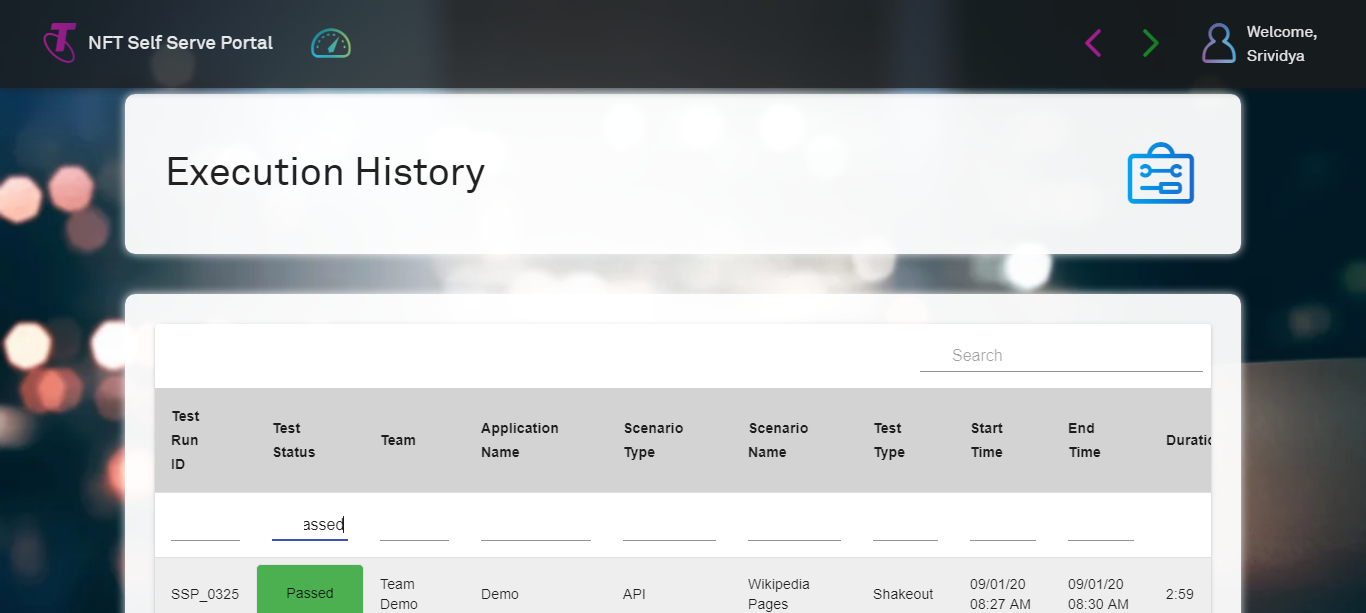 NFT Self Serve Portal
Welcome,
Srividya
Execution History
Search
Test
Run
ID
Test
Status
Team
Application
Name
Scenario
Type
Scenario
Name
Test
Type
Start
Time
End
Time
Duratio
assed
SSP_0325
Passed
Team
Demo
Demo
API
Wikipedia
Pages
Shakeout
09/01/20
08:27 AM
09/01/20
08:30 AM
2:59